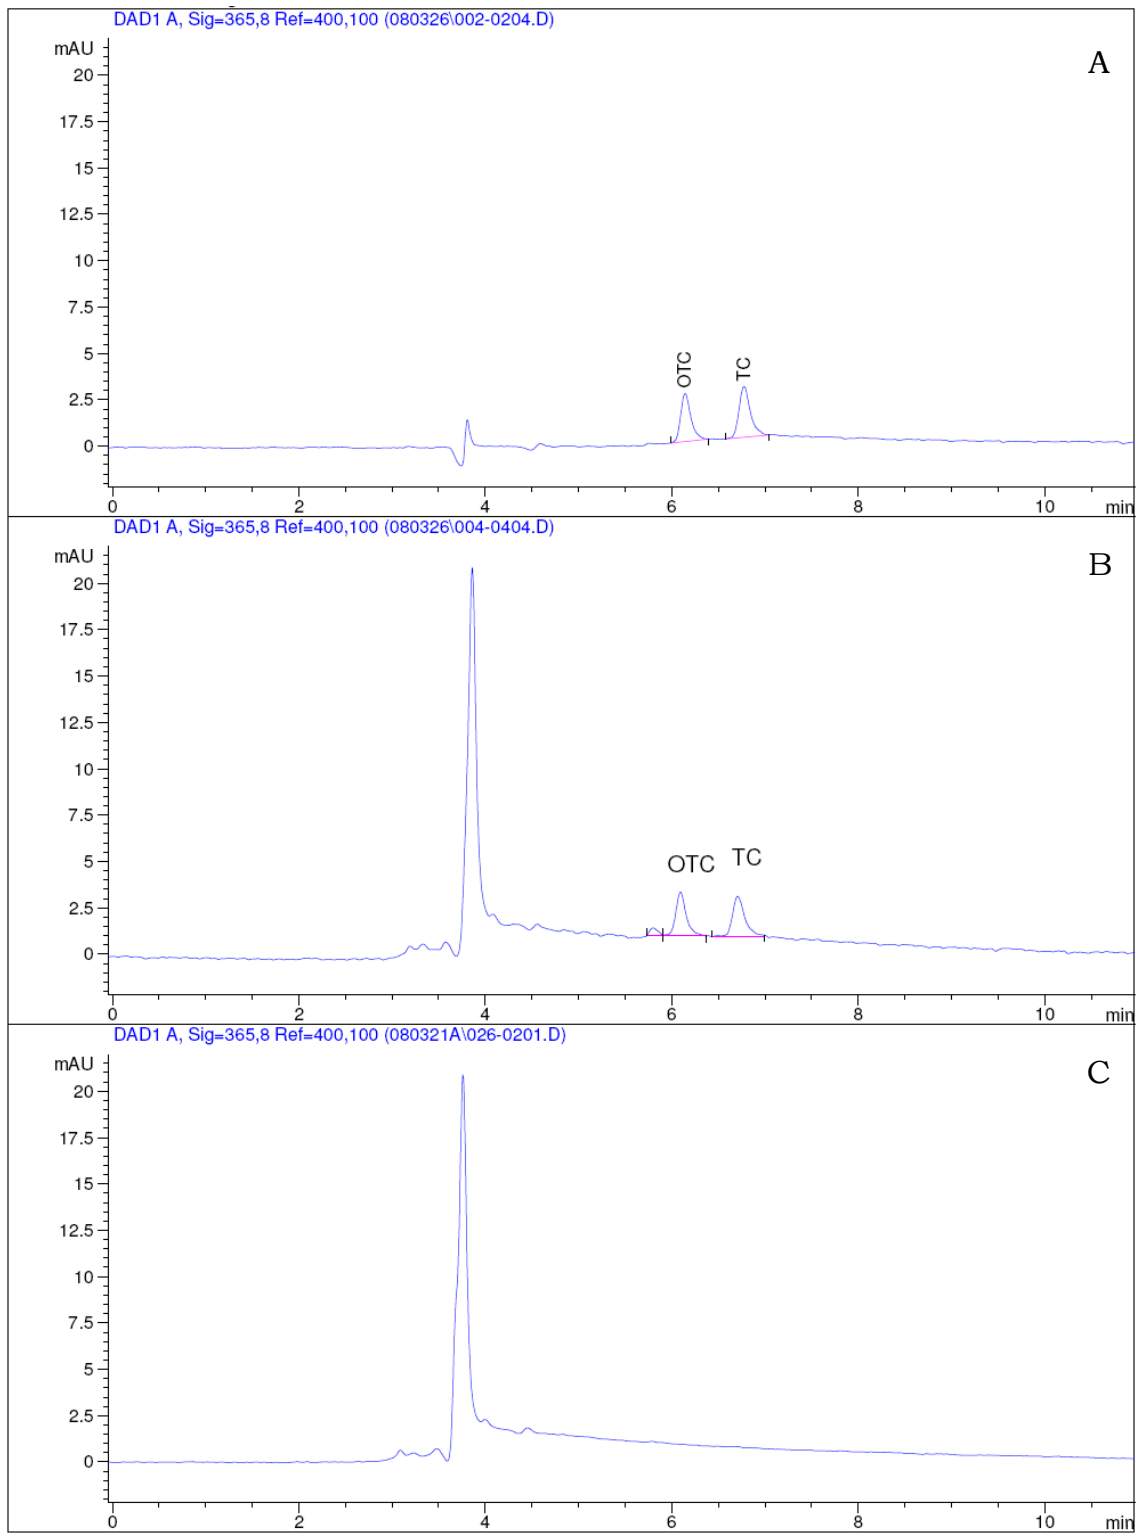 DAD1 A, Sig=365,8 Ref=400,100 (080326\002-0204.D)
mAU
A
20
17.5
15
12.5
10
7.5
5
2.5
0
OTC
TC
0 2 4 6 8 10 min
DAD1 A, Sig=365,8 Ref=400,100 (080326\004-0404.D)
mAU
B
20
17.5
15
12.5
10
7.5
5
2.5
0
OTC TC
0 2 4 6 8 10 min
DAD1 A, Sig=365,8 Ref=400,100 (080321A\026-0201.D)
mAU
C
20
17.5
15
12.5
10
7.5
5
2.5
0
0 2 4 6 8 10 min